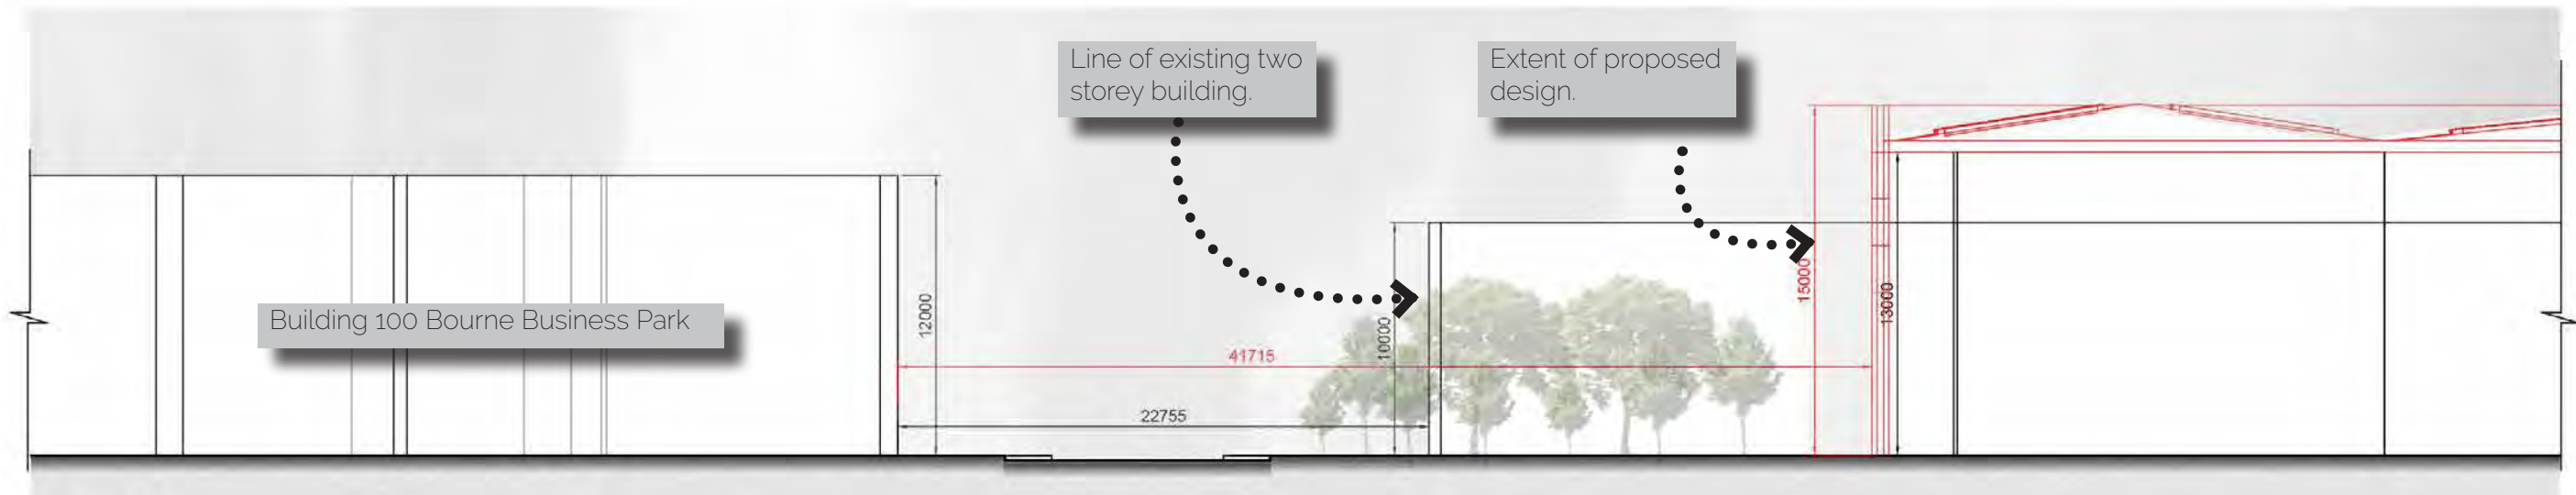 Line of existing two
storey building.
Extent of proposed
design.
Building 100 Bourne Business Park
12000
10000
15000
13000
41715
22755